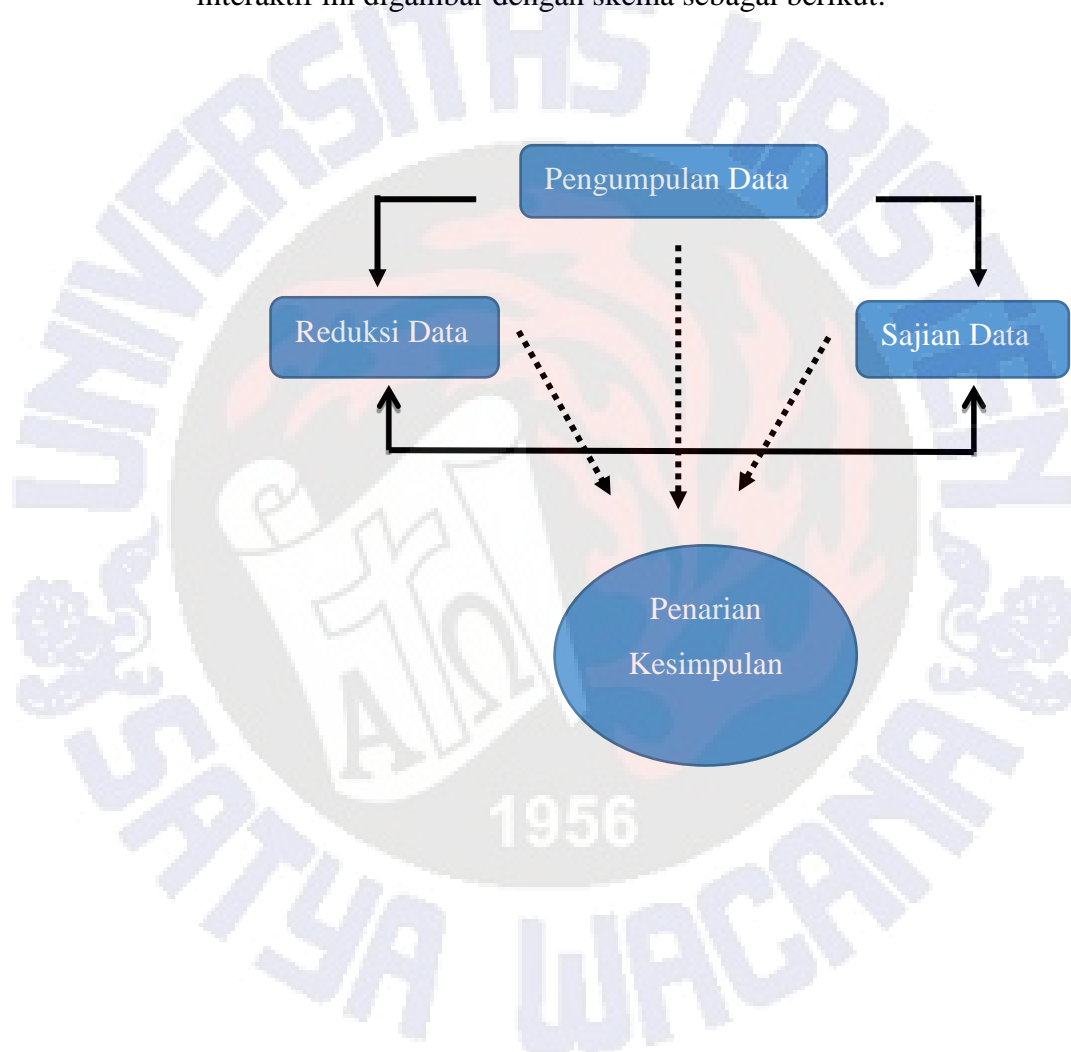 interaktif ini digambar dengan skema sebagai berikut:
Pengumpulan Data
Reduksi Data
Sajian Data
Penarian
Kesimpulan
UNIVERSITAS KRISTEN
SATYA WACANA
1956
Α Ω